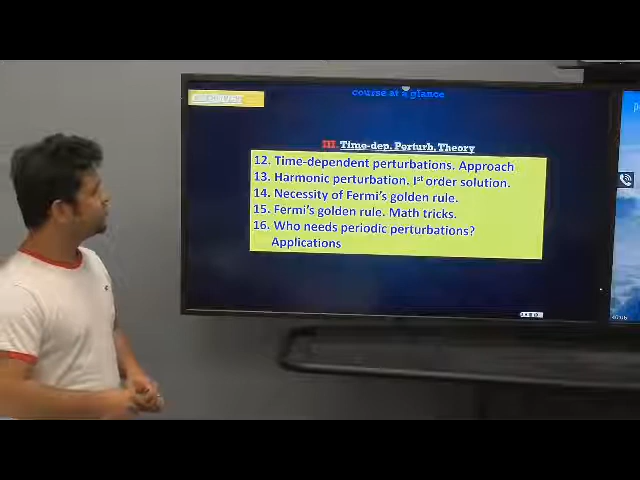 course at a glance
III. Time-dep. Perturb. Theory
12. Time-dependent perturbations. Approach
13. Harmonic perturbation. Ist order solution.
14. Necessity of Fermi's golden rule.
15. Fermi's golden rule. Math tricks.
16. Who needs periodic perturbations?
Applications